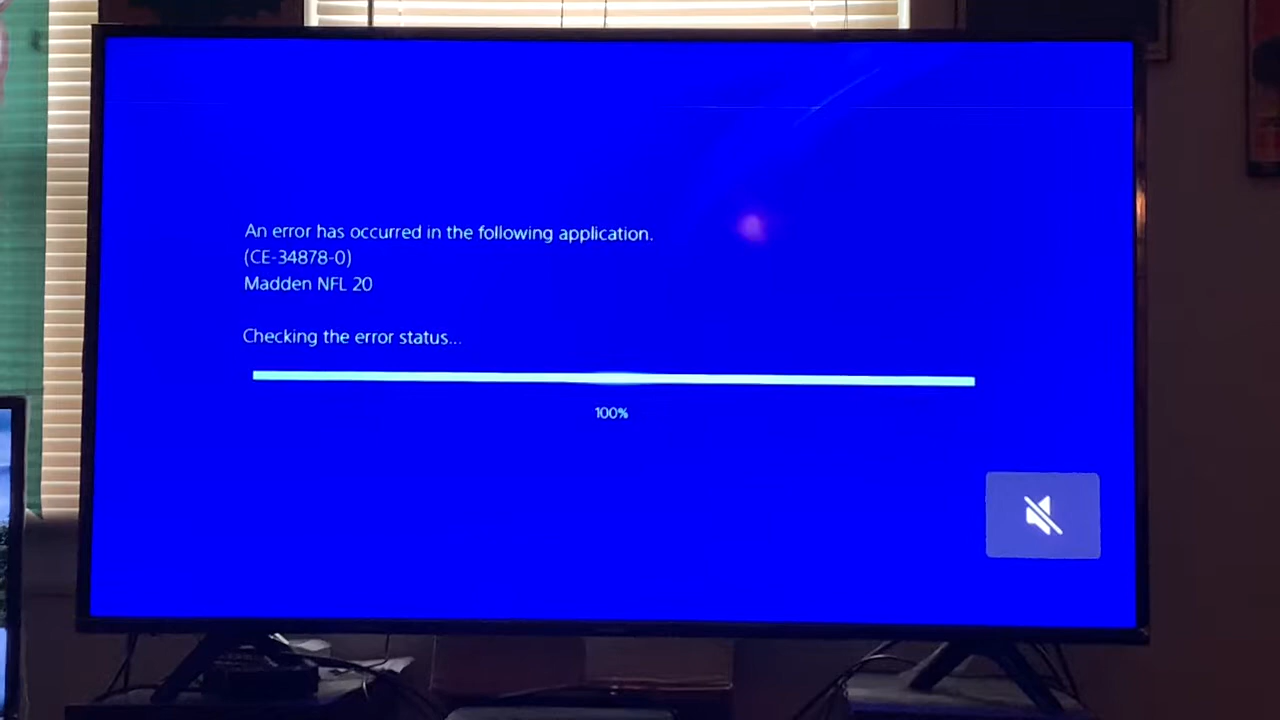 An error has occurred in the following application.
(CE-34878-0)
Madden NFL 20
Checking the error status...
100%